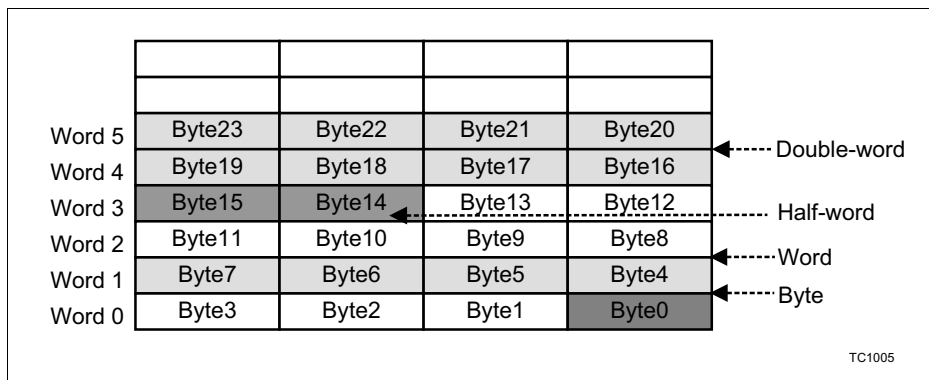 Word 5 Byte23 Byte22 Byte21 Byte20
Double-word
Word 4 Byte19 Byte18 Byte17 Byte16
Word 3 Byte15 Byte14 Byte13 Byte12
Half-word
Word 2 Byte11 Byte10 Byte9 Byte8
Word
Word 1 Byte7 Byte6 Byte5 Byte4
Byte
Word 0 Byte3 Byte2 Byte1 Byte0
TC1005